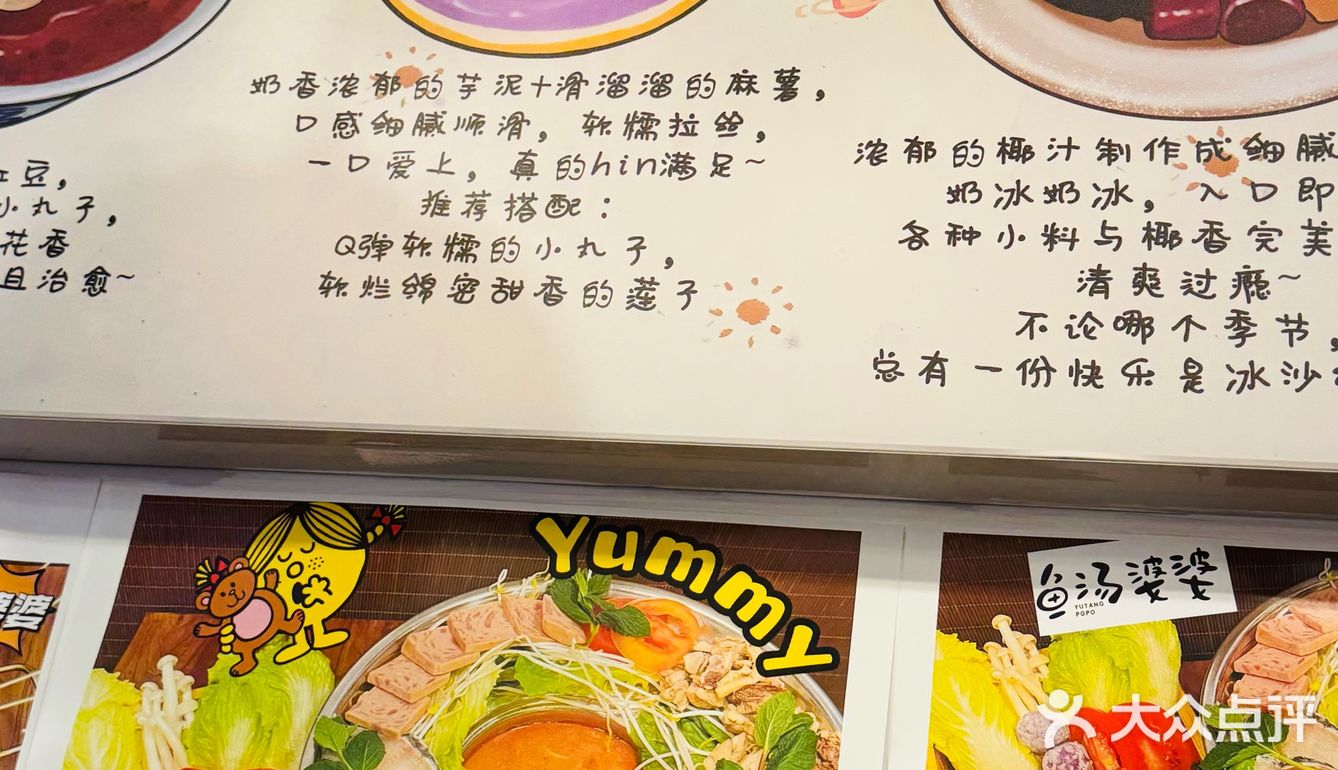 红豆，
小丸子，
花香
且治愈~
奶香浓郁的芋泥+滑溜溜的麻薯，
口感细腻顺滑，软糯拉丝，
一口爱上，真的hin满足~
推荐搭配：
Q弹软糯的小丸子，
软烂绵密甜香的莲子
浓郁的椰汁制作成细腻
奶冰奶冰，入口即
各种小料与椰香完美
清爽过瘾~
不论哪个季节，
总有一份快乐是冰沙
婆
Yummy
鱼汤婆婆
YUTANG
POPO
大众点评